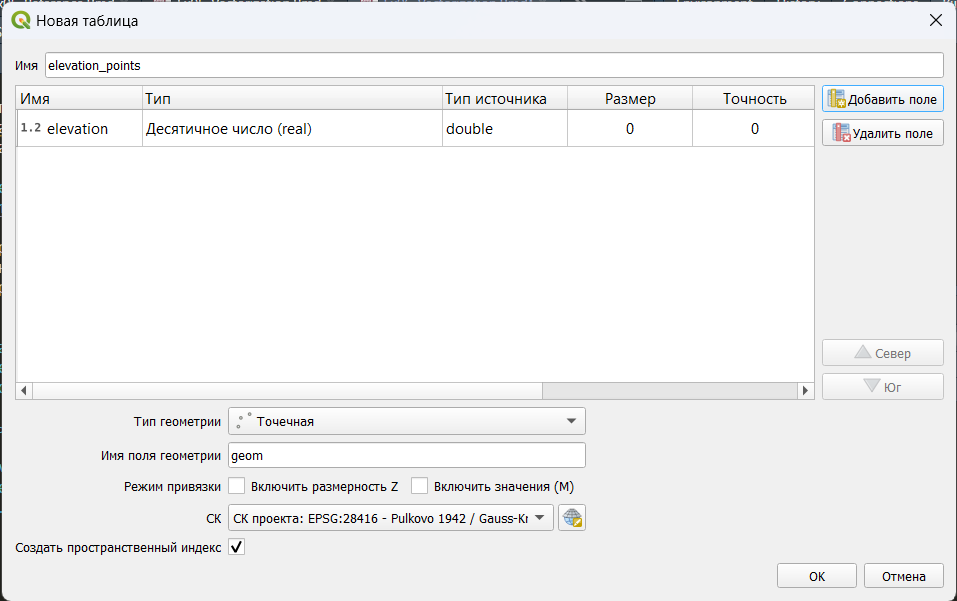 Новая таблица
Имя elevation_points
Имя Тип Тип источника Размер Точность
1.2 elevation Десятичное число (real) double 0 0
Добавить поле
Удалить поле
Север
Юг
Тип геометрии Точечная
Имя поля геометрии geom
Режим привязки Включить размерность Z Включить значения (M)
СК СК проекта: EPSG:28416 - Pulkovo 1942 / Gauss-Kr
Создать пространственный индекс
ОК Отмена